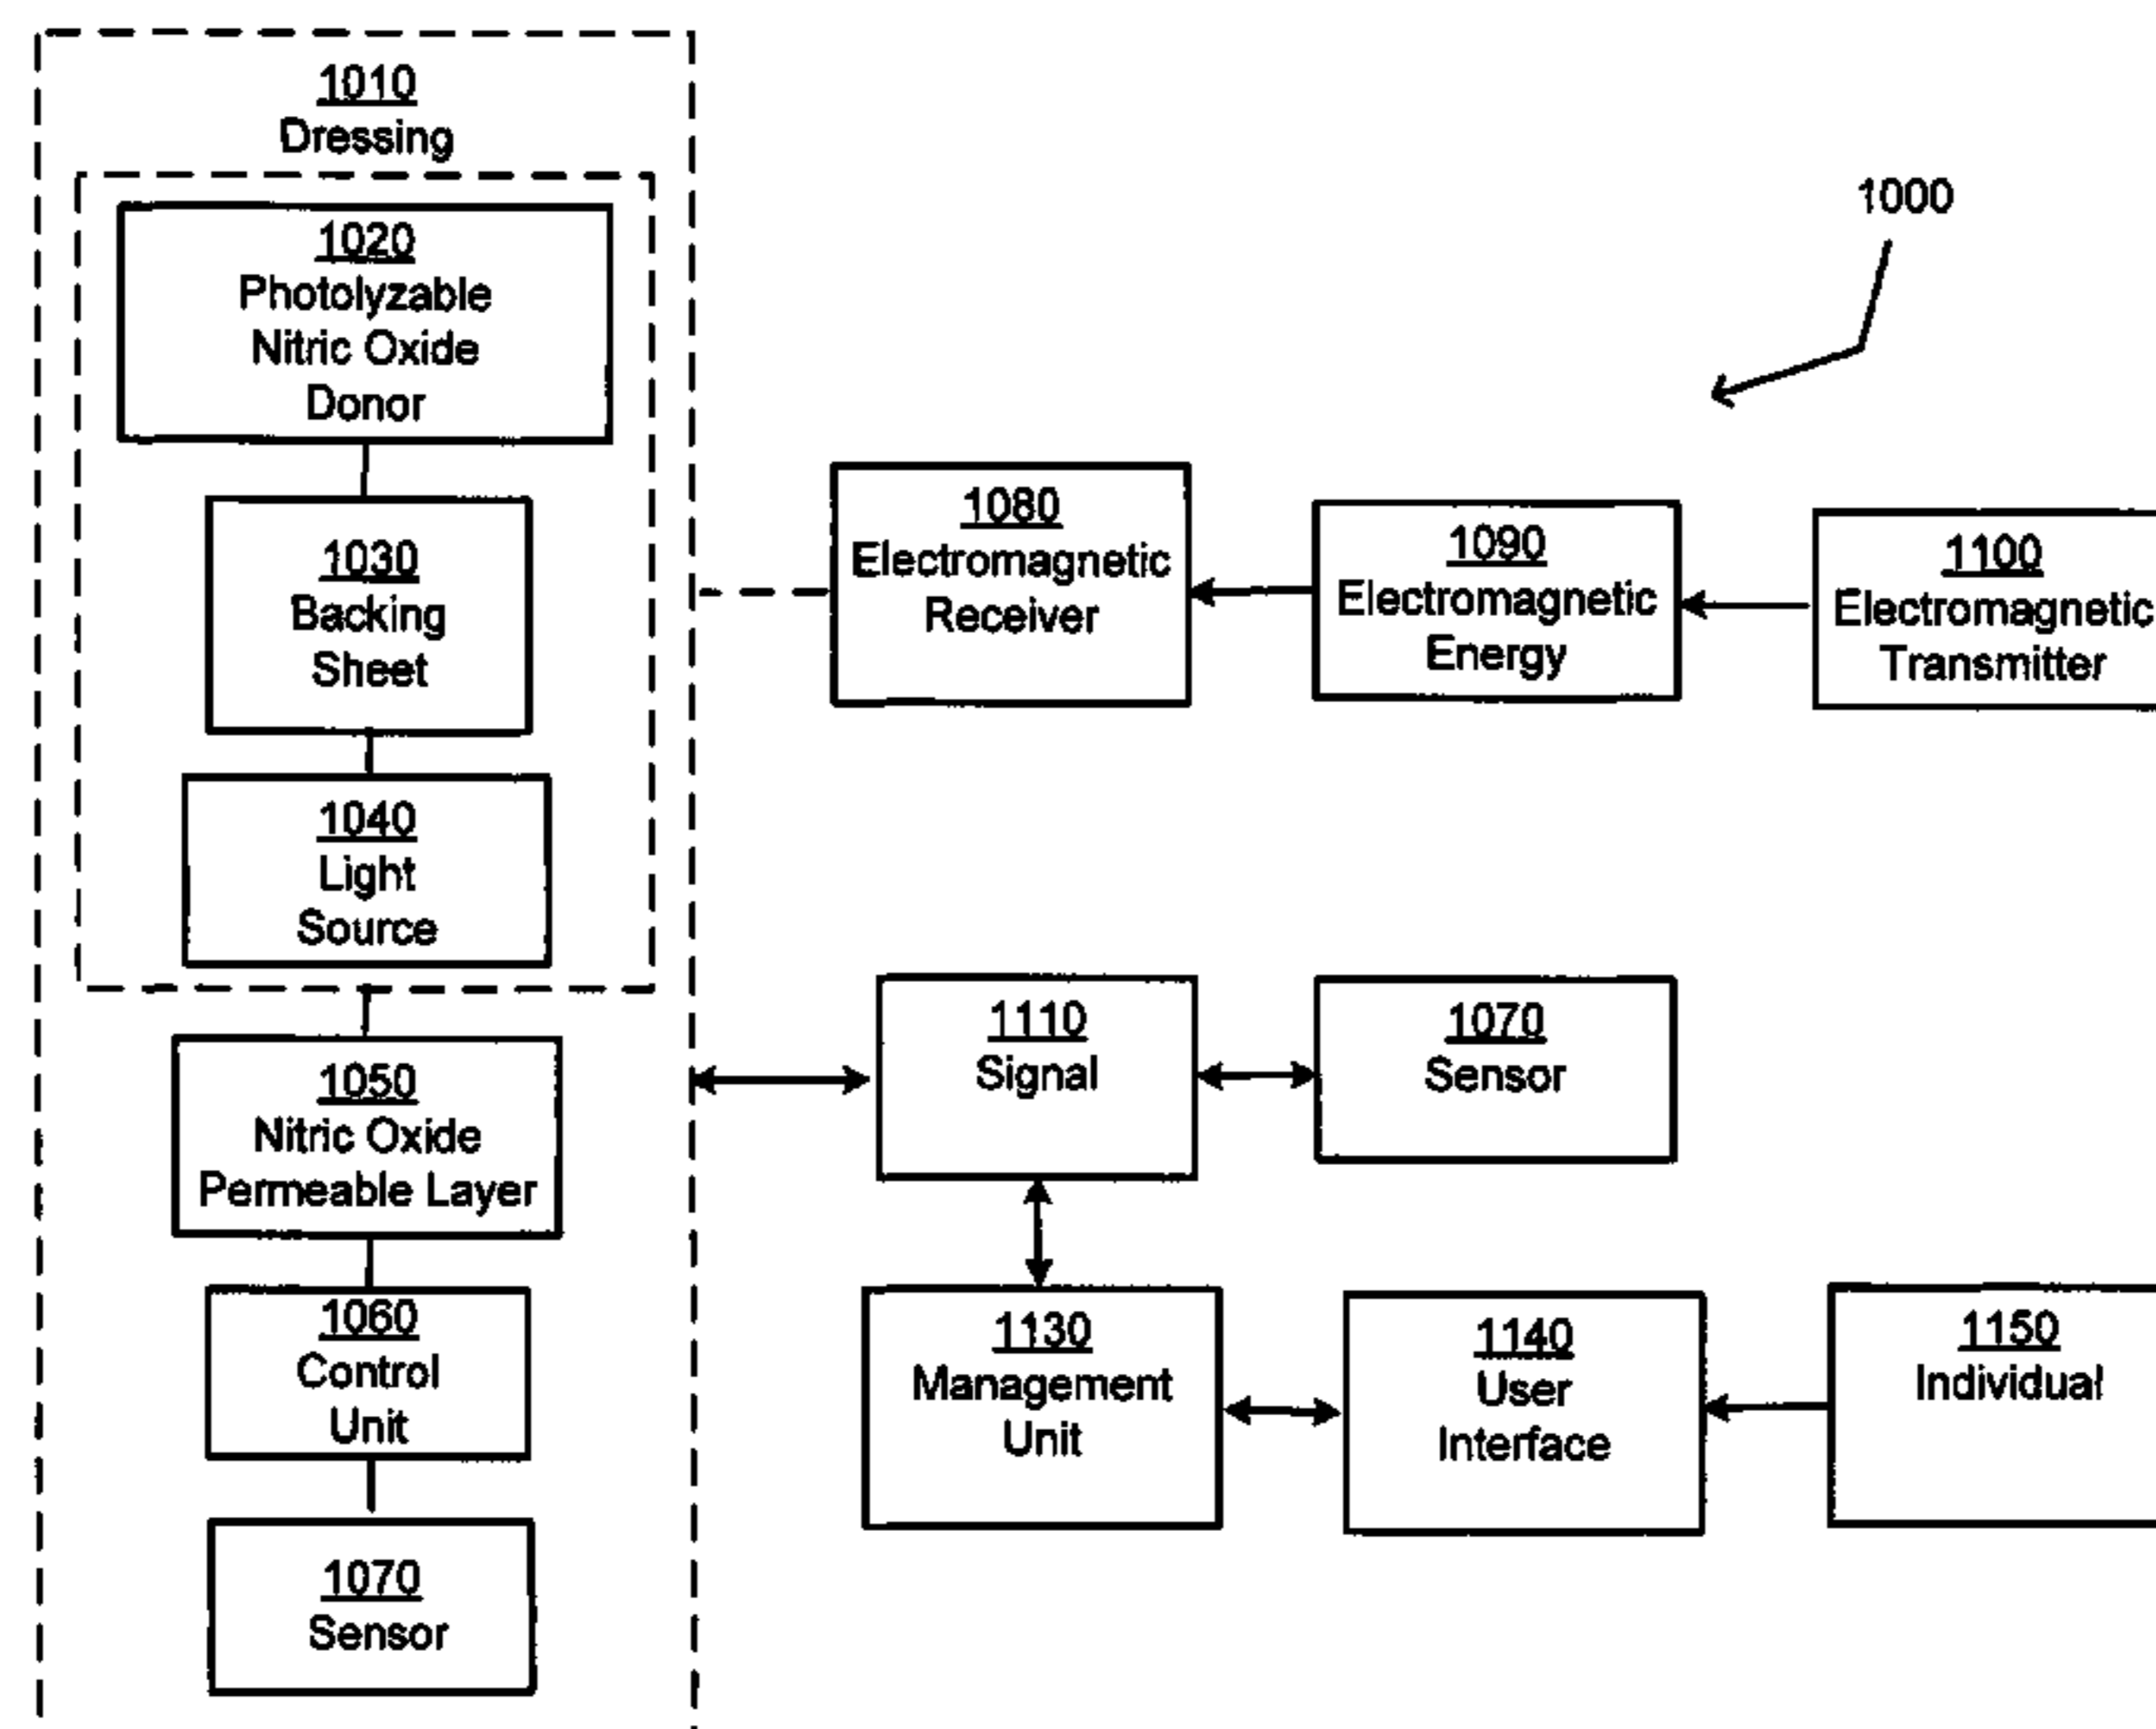 1010
Dressing
1020
Photolyzable
Nitric Oxide
Donor
1030
Backing
Sheet
1040
Light
Source
1050
Nitric Oxide
Permeable Layer
1060
Control
Unit
1070
Sensor
1000
1080
Electromagnetic
Receiver
1090
Electromagnetic
Energy
1100
Electromagnetic
Transmitter
1110
Signal
1070
Sensor
1130
Management
Unit
1140
User
Interface
1150
Individual